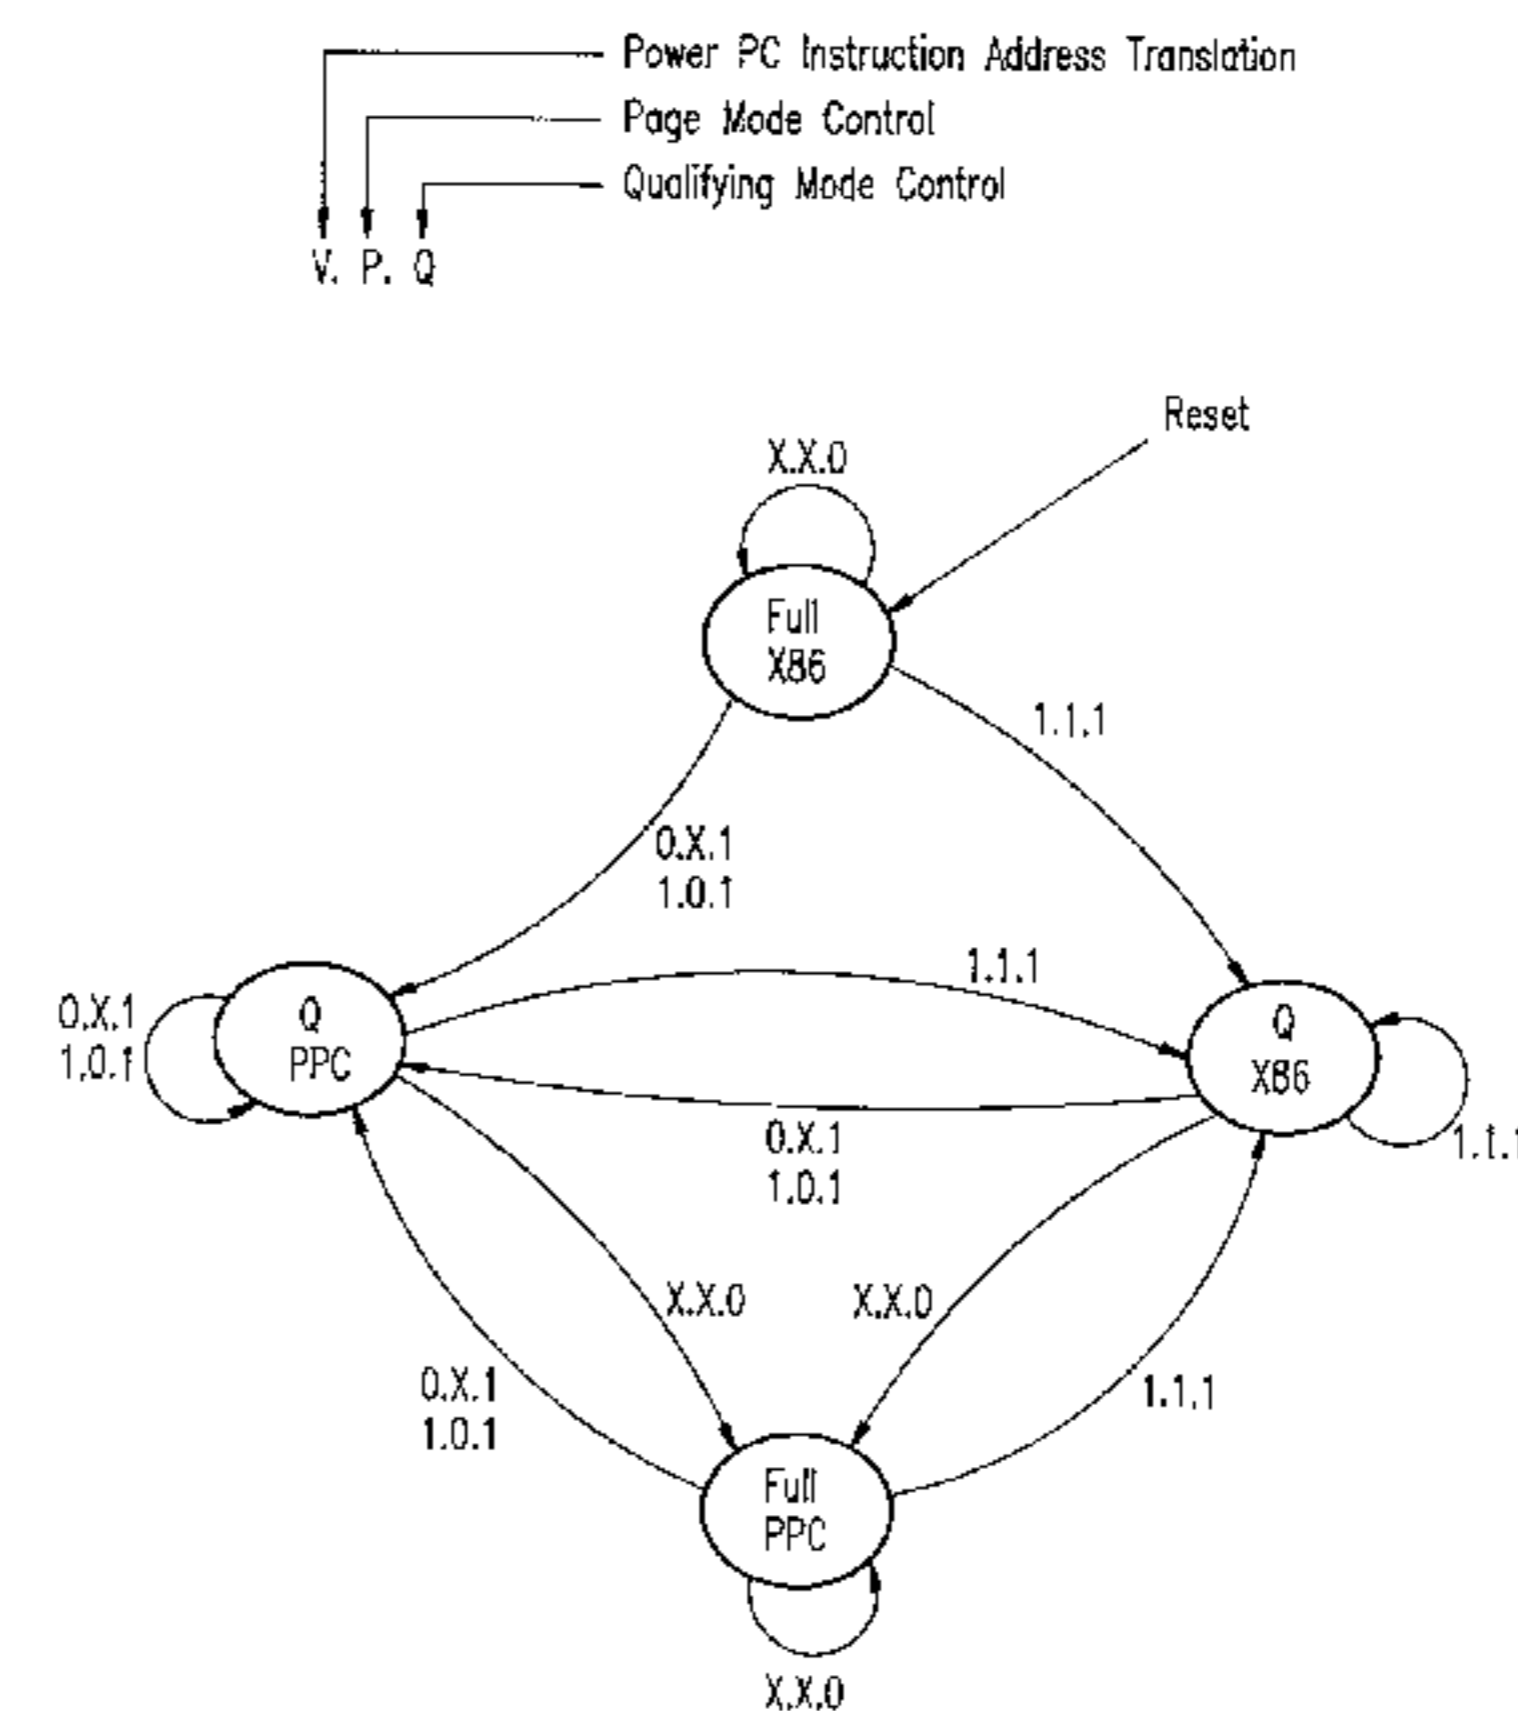 Power PC Instruction Address Translation
Page Mode Control
Qualifying Mode Control
V. P. Q
Reset
X.X.0
Full
X86
1.1.1
0.X.1
1.0.1
1.1.1
0.X.1
1.0.1
Q
PPC
Q
X86
1.1.1
0.X.1
1.0.1
X.X.0
X.X.0
0.X.1
1.0.1
1.1.1
Full
PPC
X.X.0